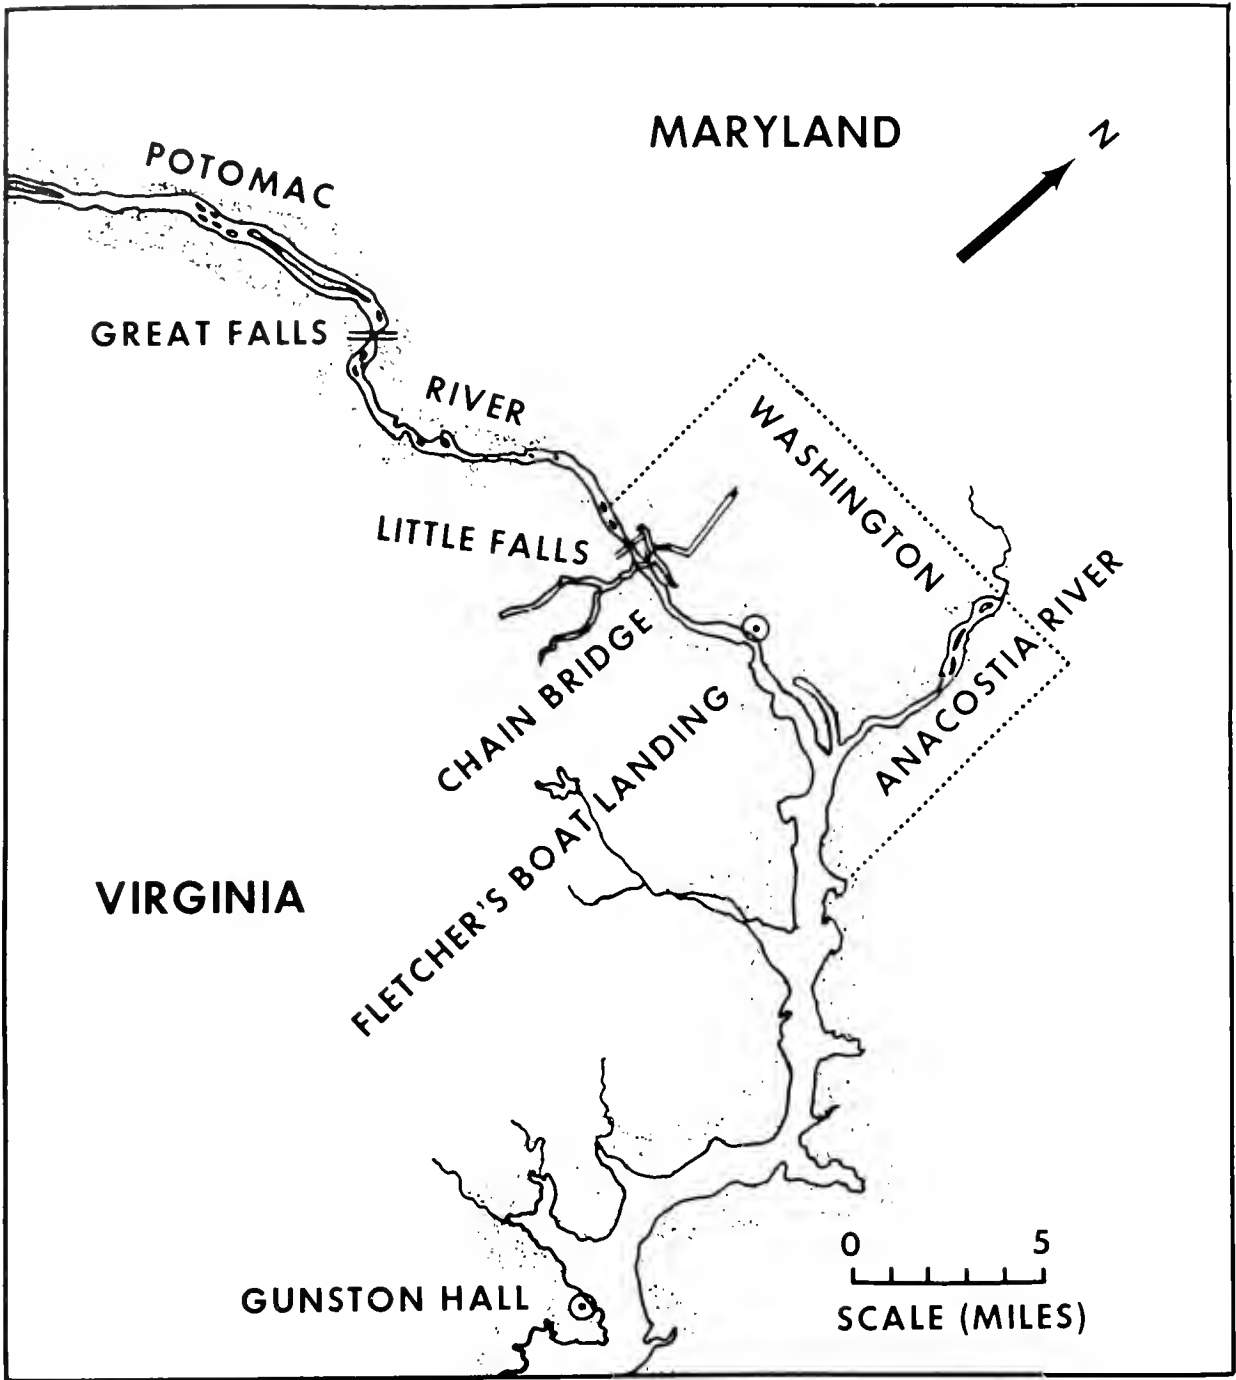 MARYLAND
N
POTOMAC
GREAT FALLS
RIVER
WASHINGTON
LITTLE FALLS
ANACOSTIA RIVER
CHAIN BRIDGE
FLETCHER'S BOAT LANDING
VIRGINIA
0 5
GUNSTON HALL
SCALE (MILES)